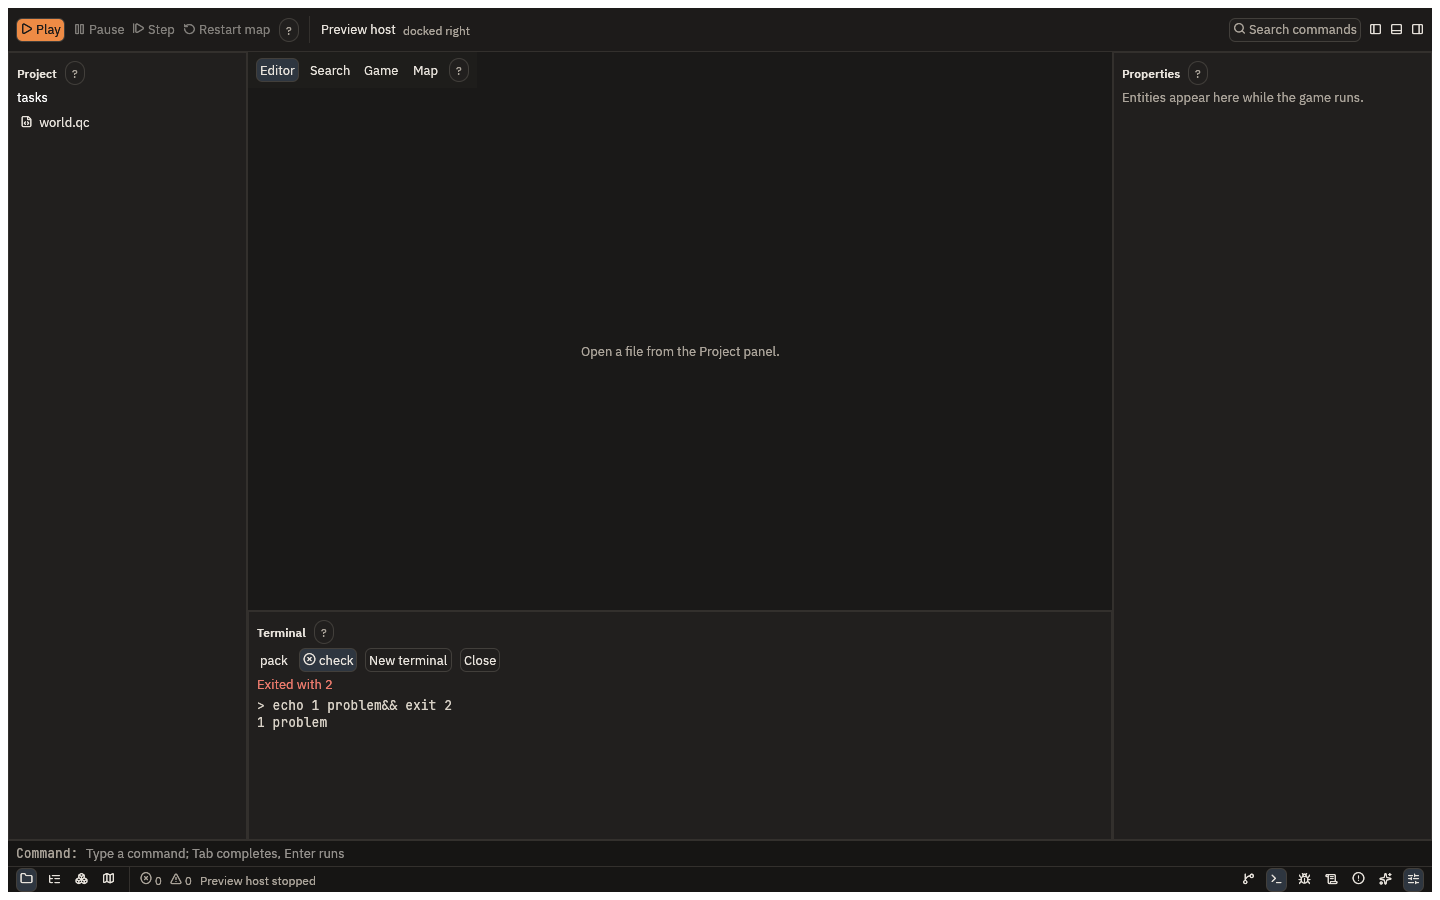 Play Pause Step Restart map ? Preview host docked right Search commands
Project ?
tasks
world.qc
Editor Search Game Map ?
Open a file from the Project panel.
Properties ?
Entities appear here while the game runs.
Terminal ?
pack check New terminal Close
Exited with 2
> echo 1 problem&& exit 2
1 problem
Command: Type a command; Tab completes, Enter runs
0 0 Preview host stopped